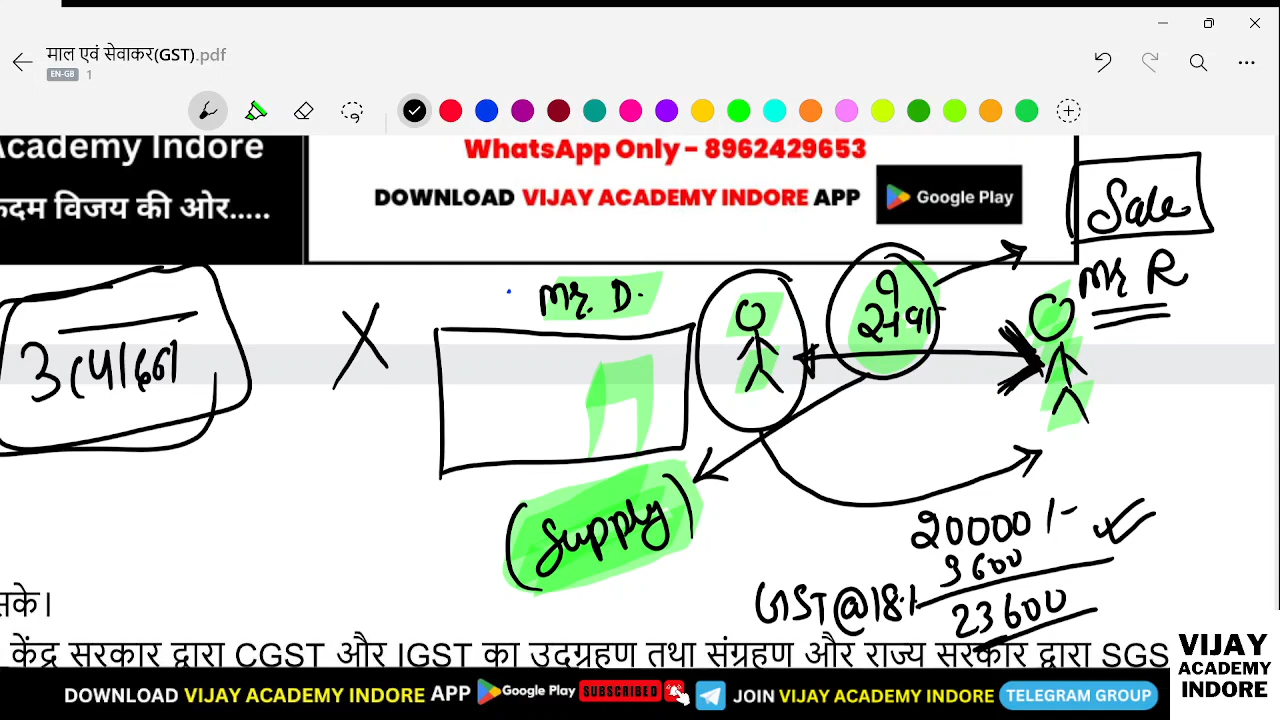 माल एवं सेवाकर(GST).pdf
EN-GB 1
Academy Indore
कदम विजय की ओर.....
WhatsApp Only - 8962429653
DOWNLOAD VIJAY ACADEMY INDORE APP
Google Play
Sale
Mr R
Mr. D.
सेवा
उत्पादन
X
(Supply)
20000/-
3600
GST@18%
23600
सके।
केंद्र सरकार द्वारा CGST और IGST का उदग्रहण तथा संग्रहण और राज्य सरकार द्वारा SGS
VIJAY
ACADEMY
INDORE
DOWNLOAD VIJAY ACADEMY INDORE APP Google Play SUBSCRIBED JOIN VIJAY ACADEMY INDORE TELEGRAM GROUP